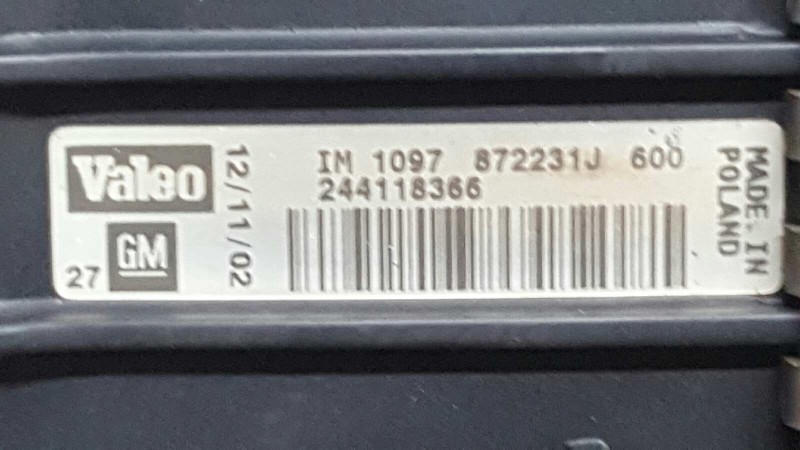 Valeo
GM
27
12/11/02
IM 1097 872231J 600
244118366
MADE IN
POLAND